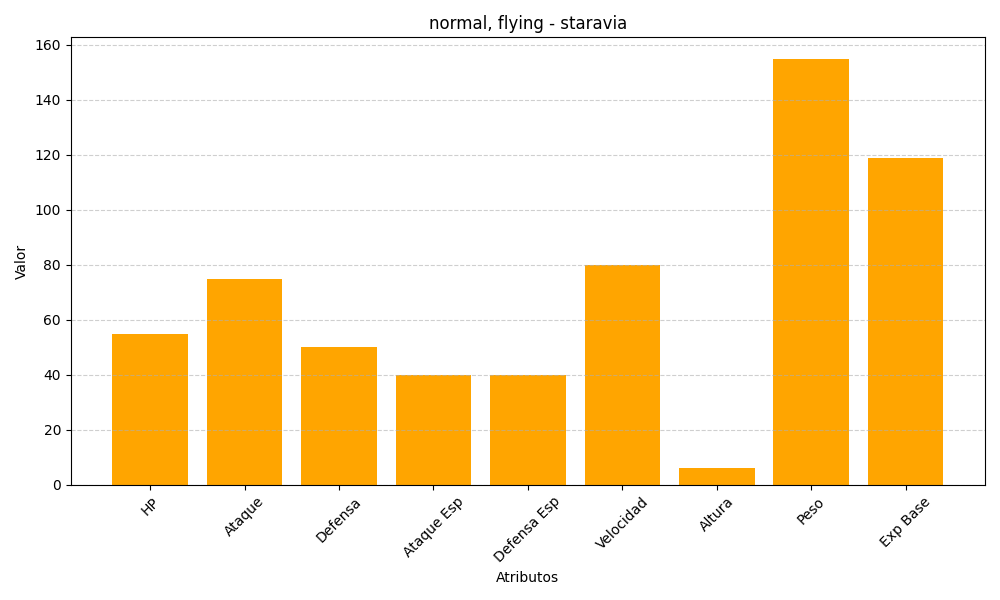 normal, flying - staravia
Valor
160
140
120
100
80
60
40
20
0
HP
Ataque
Defensa
Ataque Esp
Defensa Esp
Velocidad
Altura
Peso
Exp Base
Atributos